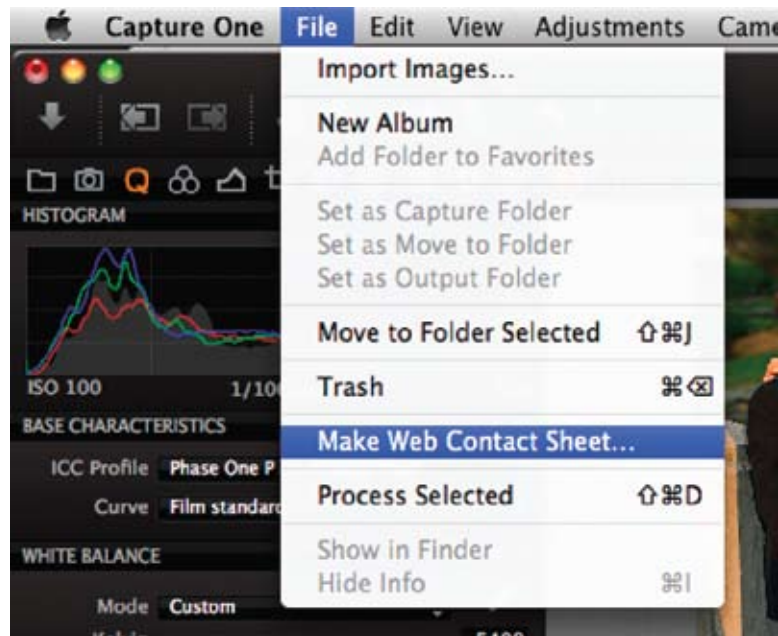 Capture One File Edit View Adjustments
Import Images...
New Album
Add Folder to Favorites
Set as Capture Folder
Set as Move to Folder
Set as Output Folder
Move to Folder Selected ⇧⌘J
Trash ⌘⌫
Make Web Contact Sheet...
Process Selected ⇧⌘D
Show in Finder
Hide Info ⌘I
HISTOGRAM
ISO 100
BASE CHARACTERISTICS
ICC Profile Phase One P
Curve Film standard
WHITE BALANCE
Mode Custom